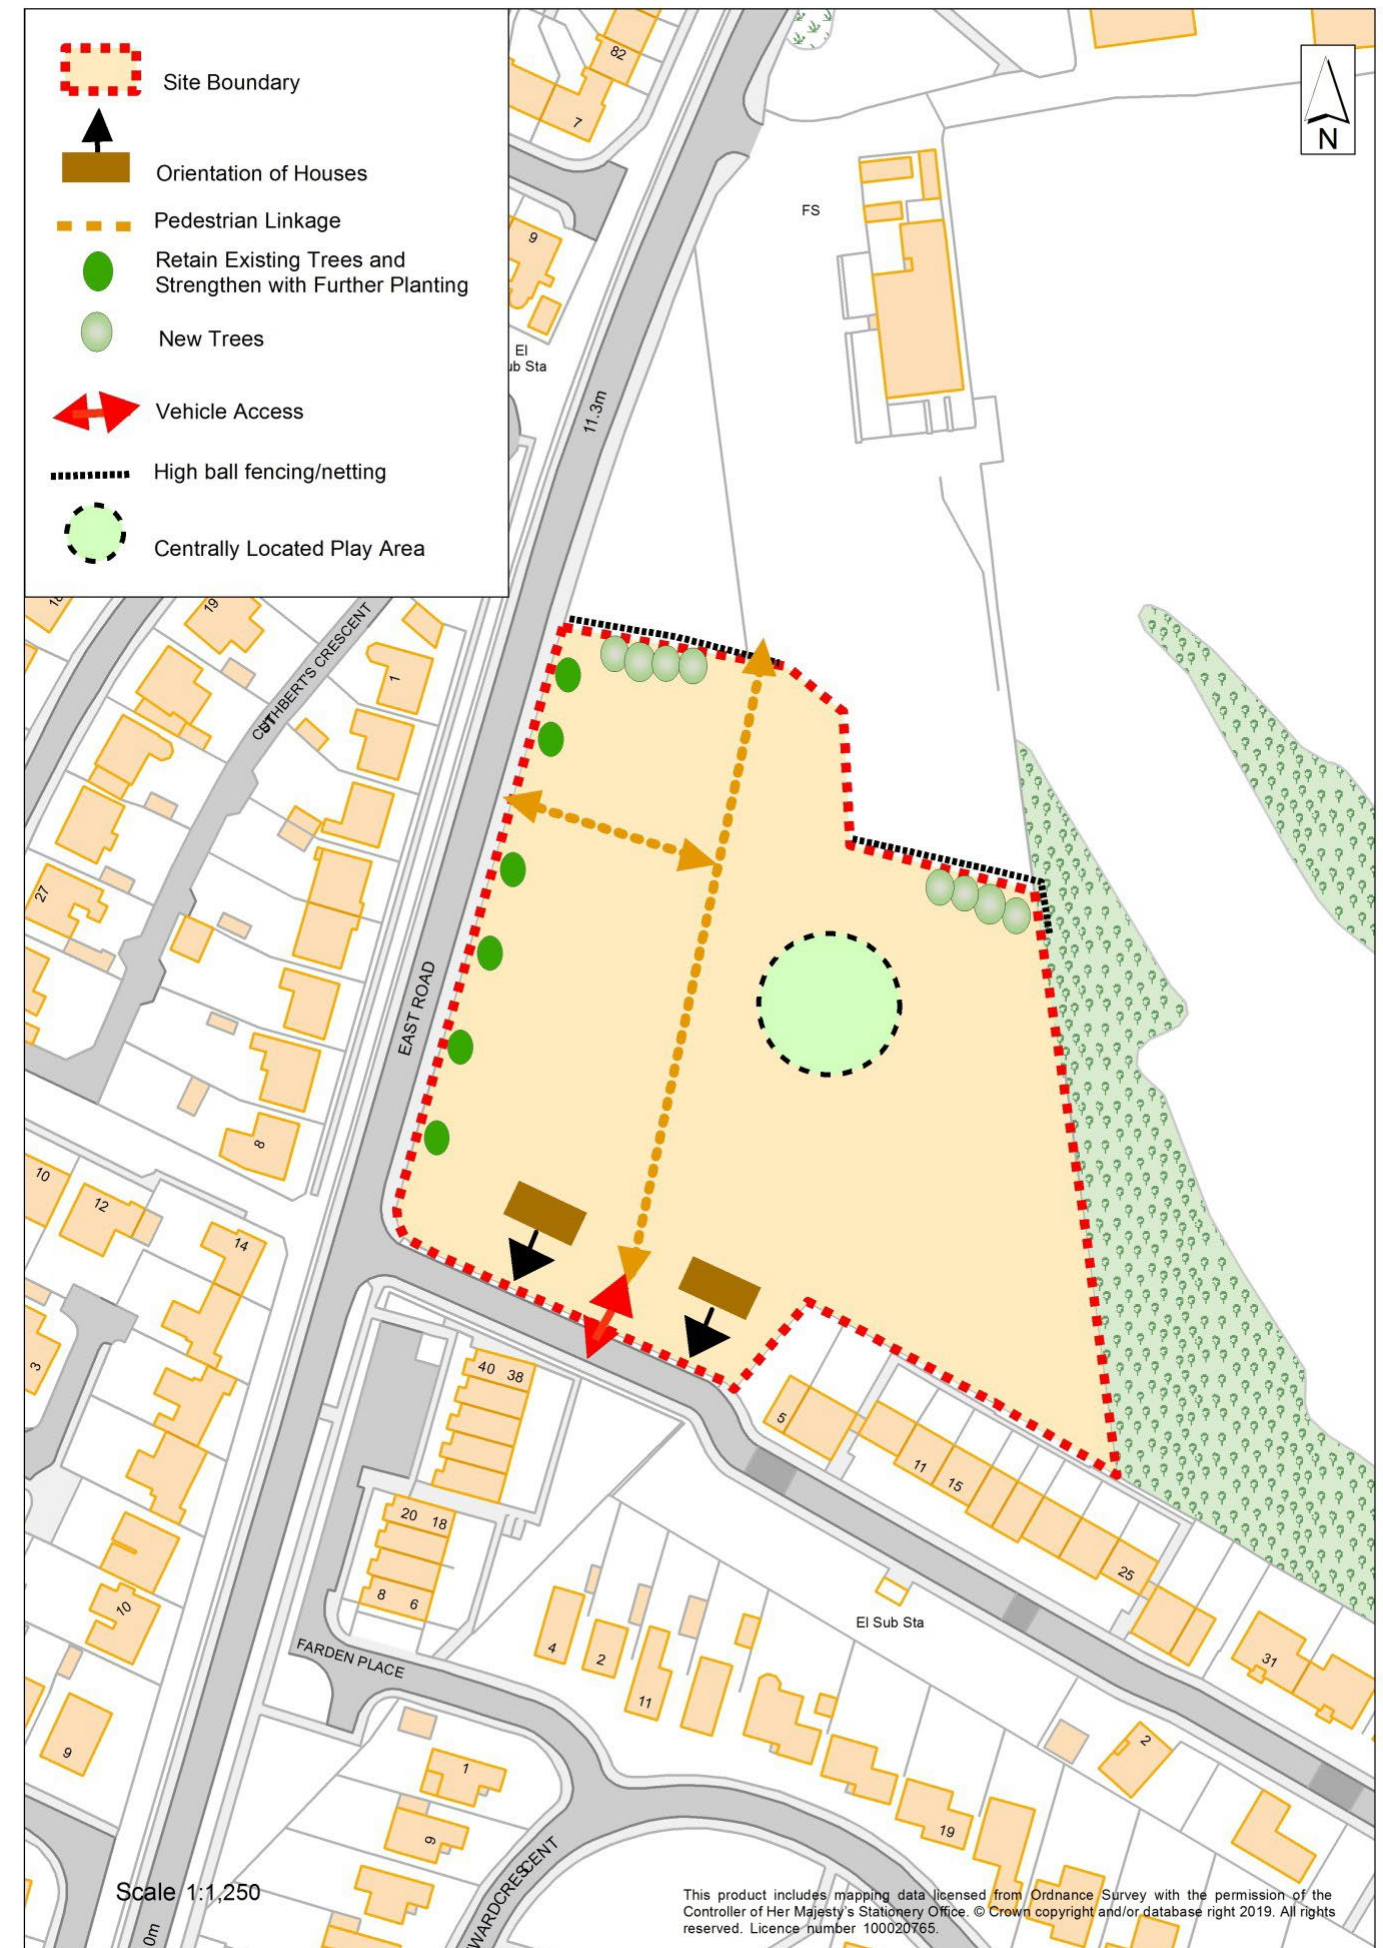 Site Boundary
Orientation of Houses
Pedestrian Linkage
Retain Existing Trees and
Strengthen with Further Planting
New Trees
Vehicle Access
High ball fencing/netting
Centrally Located Play Area
N
82
7
9
El
ub Sta
FS
11.3m
19
1
27
8
EAST ROAD
10
12
14
3
40 38
5
11
15
20 18
8 6
25
10
El Sub Sta
4
2
11
31
FARDEN PLACE
9
1
2
9
19
Scale 1:1,250
0m
This product includes mapping data licensed from Ordnance Survey with the permission of the
Controller of Her Majesty's Stationery Office. © Crown copyright and/or database right 2019. All rights
reserved. Licence number 100020765.